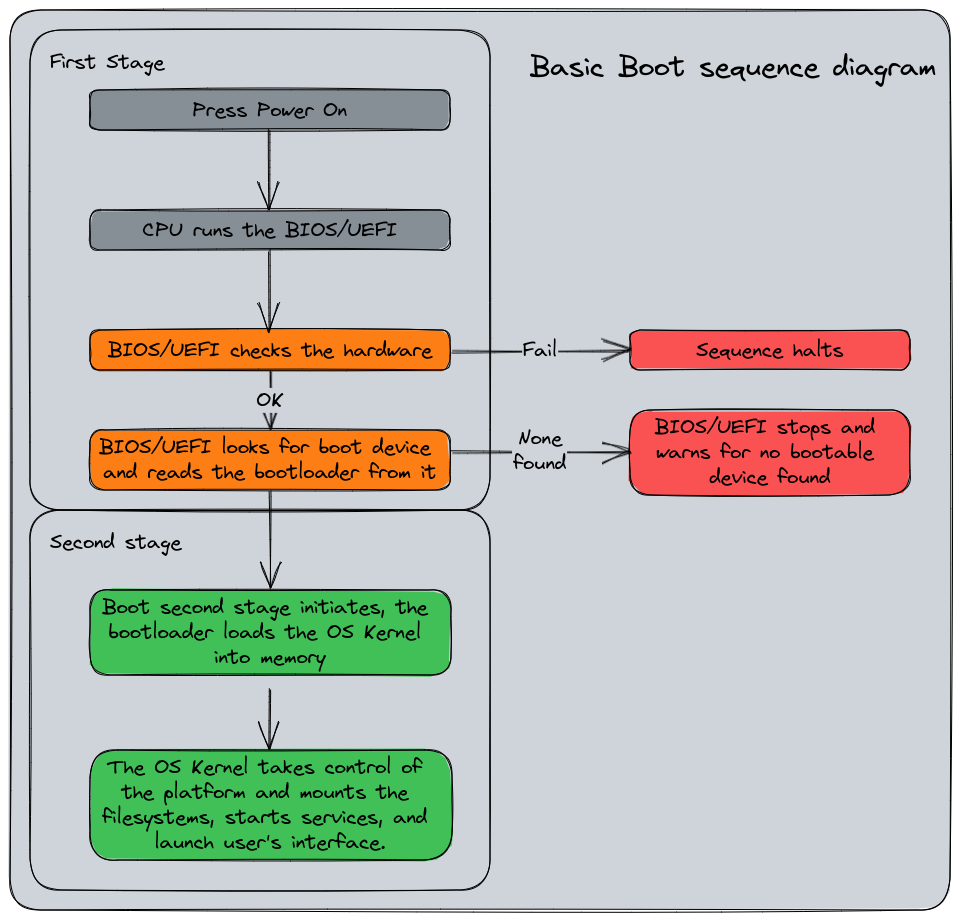 Basic Boot sequence diagram
First Stage
Press Power On
CPU runs the BIOS/UEFI
BIOS/UEFI checks the hardware
Fail
Sequence halts
OK
BIOS/UEFI looks for boot device
and reads the bootloader from it
None
found
BIOS/UEFI stops and
warns for no bootable
device found
Second stage
Boot second stage initiates, the
bootloader loads the OS Kernel
into memory
The OS Kernel takes control of
the platform and mounts the
filesystems, starts services, and
launch user's interface.